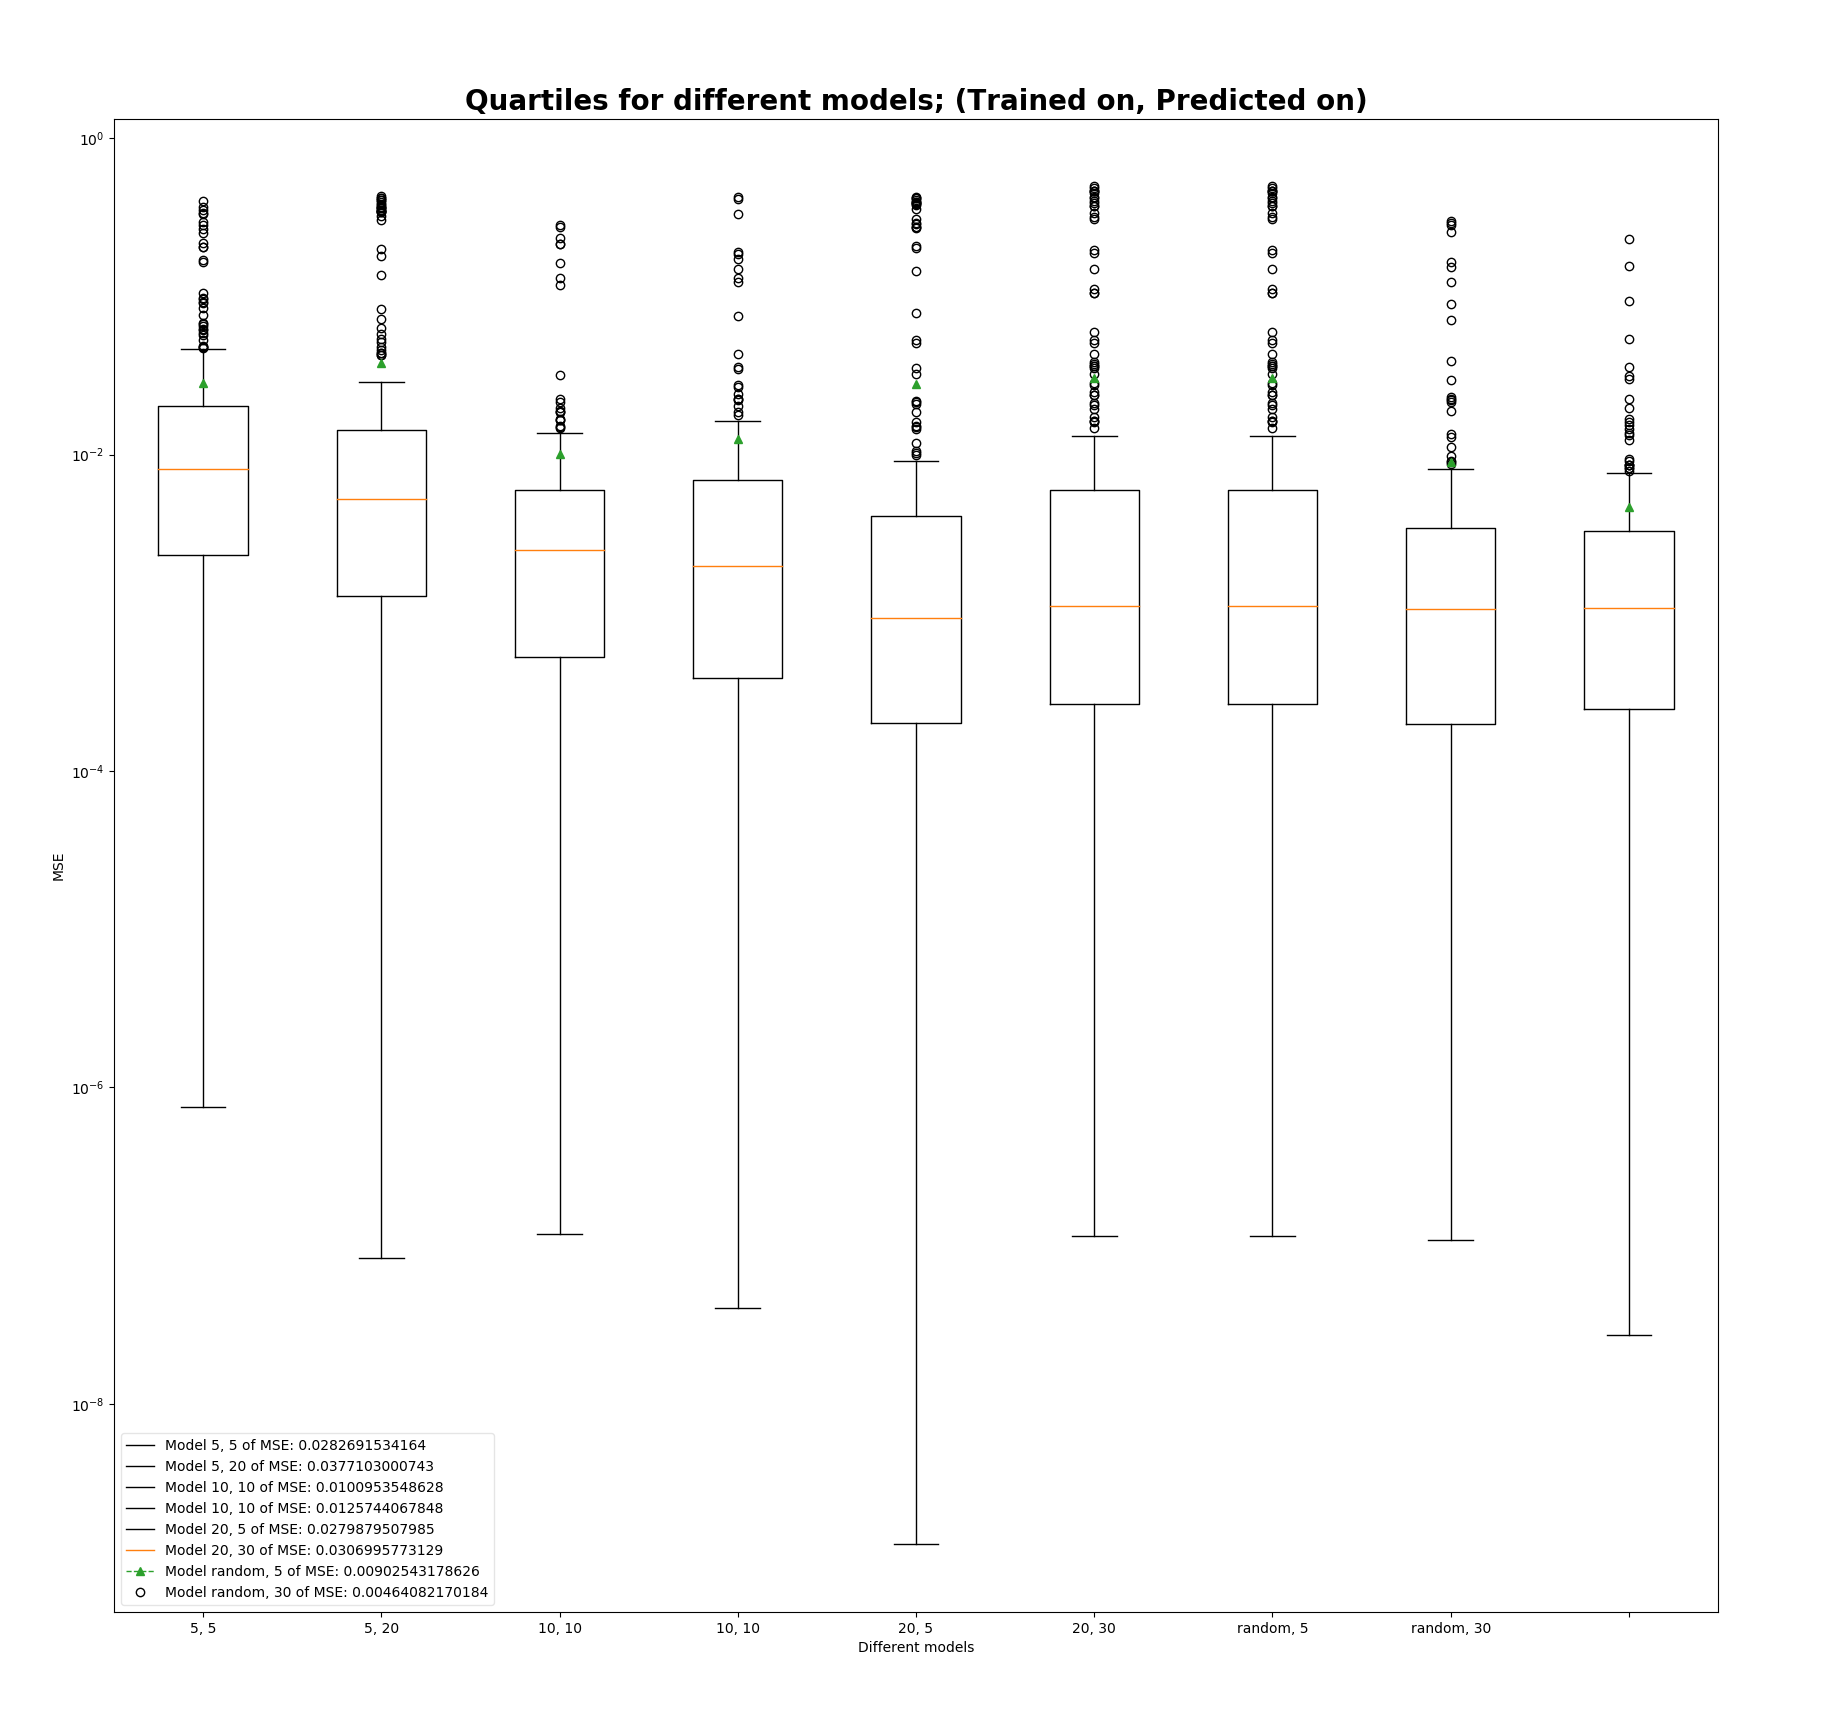 Quartiles for different models; (Trained on, Predicted on)
10⁰
10⁻²
10⁻⁴
10⁻⁶
10⁻⁸
MSE
Model 5, 5 of MSE: 0.0282691534164
Model 5, 20 of MSE: 0.0377103000743
Model 10, 10 of MSE: 0.0100953548628
Model 10, 10 of MSE: 0.0125744067848
Model 20, 5 of MSE: 0.0279879507985
Model 20, 30 of MSE: 0.0306995773129
Model random, 5 of MSE: 0.00902543178626
Model random, 30 of MSE: 0.00464082170184
5, 5 5, 20 10, 10 10, 10 20, 5 20, 30 random, 5 random, 30
Different models